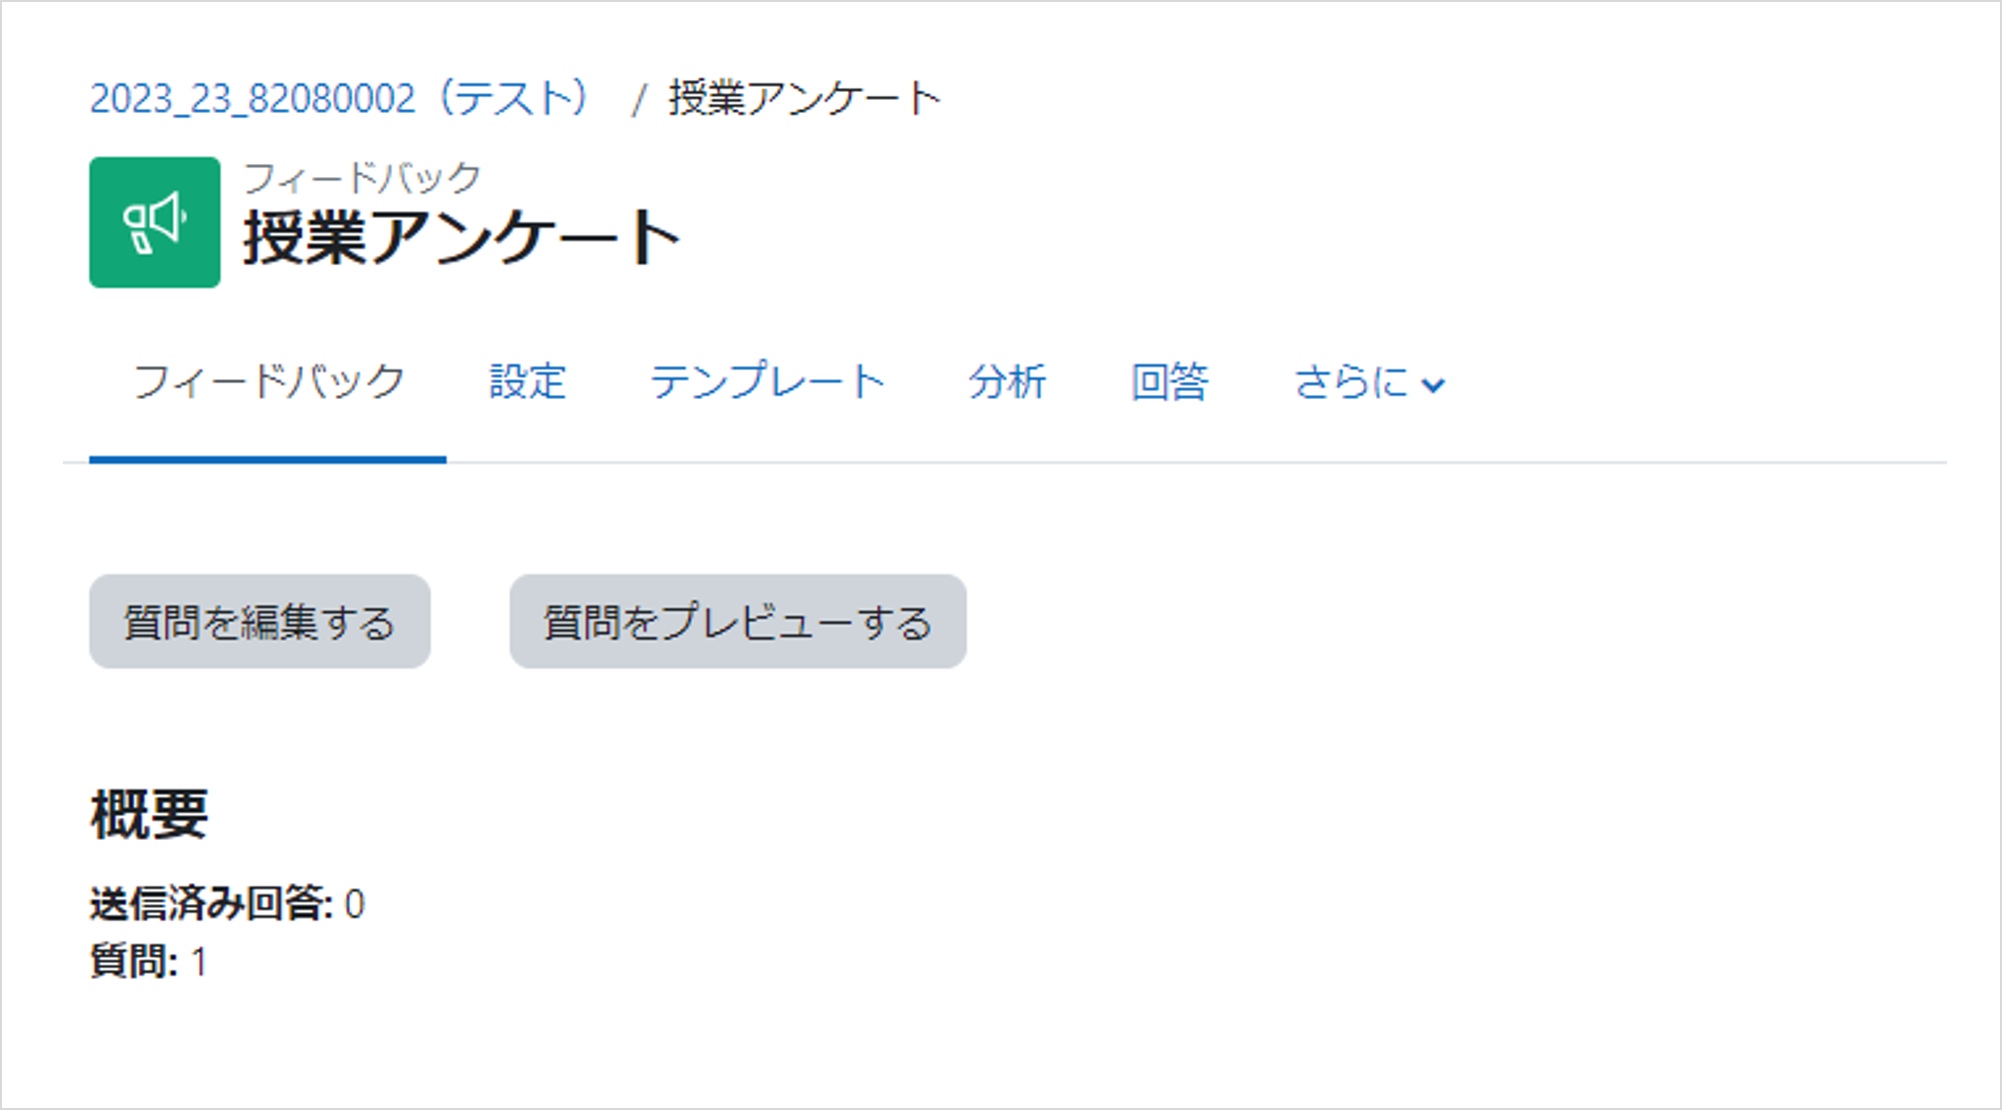 2023_23_82080002（テスト） / 授業アンケート
フィードバック
授業アンケート
フィードバック 設定 テンプレート 分析 回答 さらに
質問を編集する 質問をプレビューする
概要
送信済み回答: 0
質問: 1